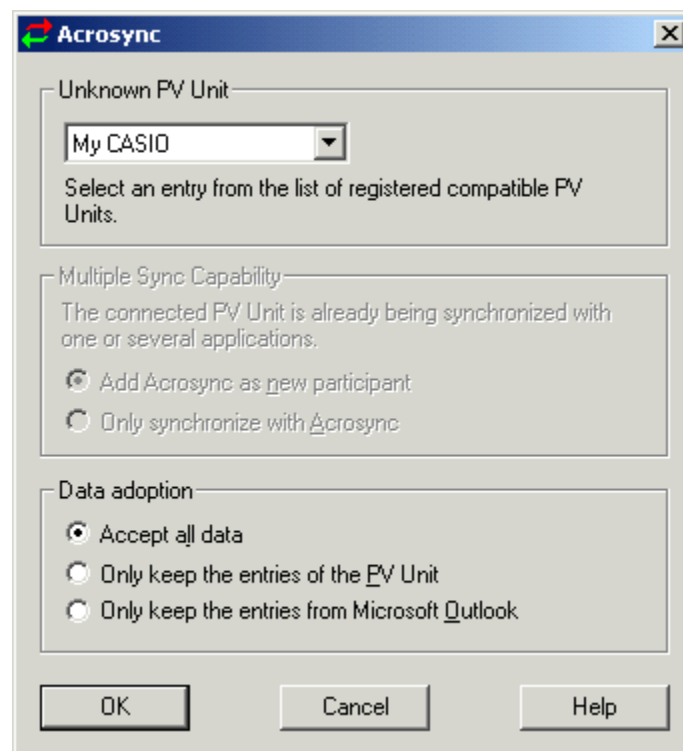 Acrosync
Unknown PV Unit
My CASIO
Select an entry from the list of registered compatible PV
Units.
Multiple Sync Capability
The connected PV Unit is already being synchronized with
one or several applications.
Add Acrosync as new participant
Only synchronize with Acrosync
Data adoption
Accept all data
Only keep the entries of the PV Unit
Only keep the entries from Microsoft Outlook
OK Cancel Help